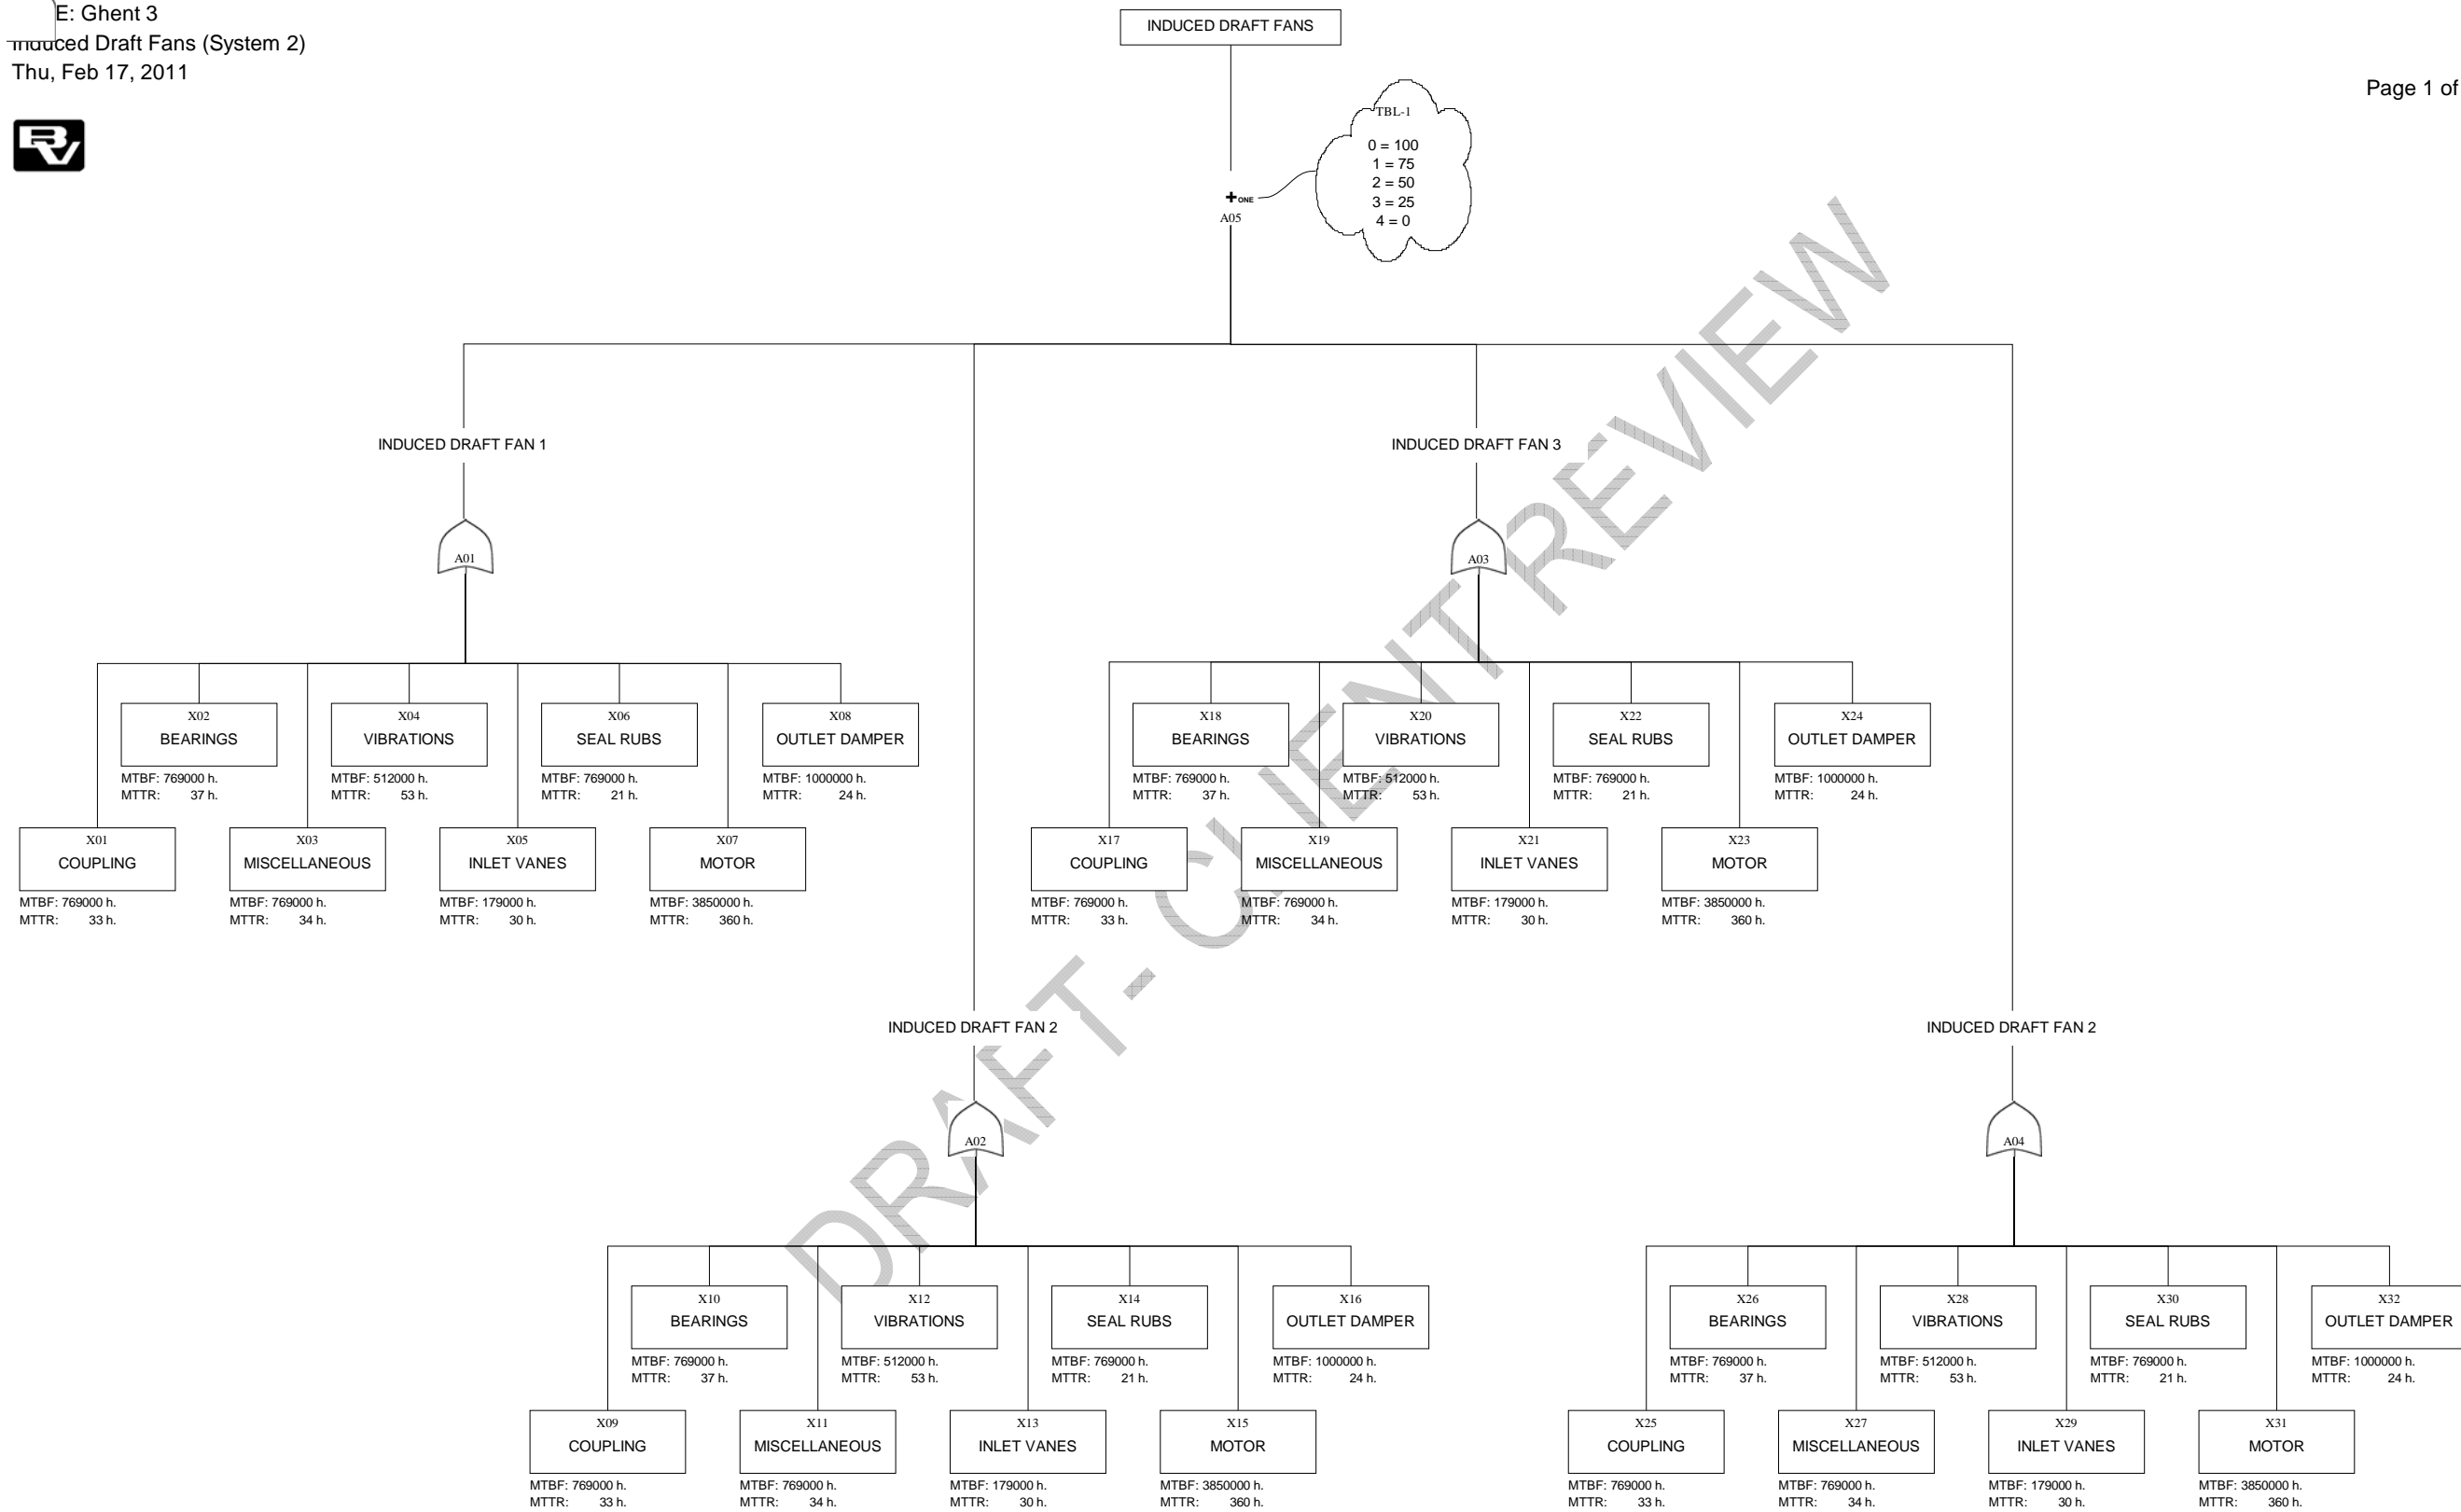 E: Ghent 3
Induced Draft Fans (System 2)
Thu, Feb 17, 2011
Page 1 of
BV
INDUCED DRAFT FANS
TBL-1
0 = 100
1 = 75
2 = 50
3 = 25
4 = 0
ONE
A05
INDUCED DRAFT FAN 1
A01
X02
BEARINGS
MTBF: 769000 h.
MTTR: 37 h.
X04
VIBRATIONS
MTBF: 512000 h.
MTTR: 53 h.
X06
SEAL RUBS
MTBF: 769000 h.
MTTR: 21 h.
X08
OUTLET DAMPER
MTBF: 1000000 h.
MTTR: 24 h.
X01
COUPLING
MTBF: 769000 h.
MTTR: 33 h.
X03
MISCELLANEOUS
MTBF: 769000 h.
MTTR: 34 h.
X05
INLET VANES
MTBF: 179000 h.
MTTR: 30 h.
X07
MOTOR
MTBF: 3850000 h.
MTTR: 360 h.
INDUCED DRAFT FAN 3
A03
X18
BEARINGS
MTBF: 769000 h.
MTTR: 37 h.
X20
VIBRATIONS
MTBF: 512000 h.
MTTR: 53 h.
X22
SEAL RUBS
MTBF: 769000 h.
MTTR: 21 h.
X24
OUTLET DAMPER
MTBF: 1000000 h.
MTTR: 24 h.
X17
COUPLING
MTBF: 769000 h.
MTTR: 33 h.
X19
MISCELLANEOUS
MTBF: 769000 h.
MTTR: 34 h.
X21
INLET VANES
MTBF: 179000 h.
MTTR: 30 h.
X23
MOTOR
MTBF: 3850000 h.
MTTR: 360 h.
INDUCED DRAFT FAN 2
A02
X10
BEARINGS
MTBF: 769000 h.
MTTR: 37 h.
X12
VIBRATIONS
MTBF: 512000 h.
MTTR: 53 h.
X14
SEAL RUBS
MTBF: 769000 h.
MTTR: 21 h.
X16
OUTLET DAMPER
MTBF: 1000000 h.
MTTR: 24 h.
X09
COUPLING
MTBF: 769000 h.
MTTR: 33 h.
X11
MISCELLANEOUS
MTBF: 769000 h.
MTTR: 34 h.
X13
INLET VANES
MTBF: 179000 h.
MTTR: 30 h.
X15
MOTOR
MTBF: 3850000 h.
MTTR: 360 h.
INDUCED DRAFT FAN 2
A04
X26
BEARINGS
MTBF: 769000 h.
MTTR: 37 h.
X28
VIBRATIONS
MTBF: 512000 h.
MTTR: 53 h.
X30
SEAL RUBS
MTBF: 769000 h.
MTTR: 21 h.
X32
OUTLET DAMPER
MTBF: 1000000 h.
MTTR: 24 h.
X25
COUPLING
MTBF: 769000 h.
MTTR: 33 h.
X27
MISCELLANEOUS
MTBF: 769000 h.
MTTR: 34 h.
X29
INLET VANES
MTBF: 179000 h.
MTTR: 30 h.
X31
MOTOR
MTBF: 3850000 h.
MTTR: 360 h.
DRAFT - CLIENT REVIEW